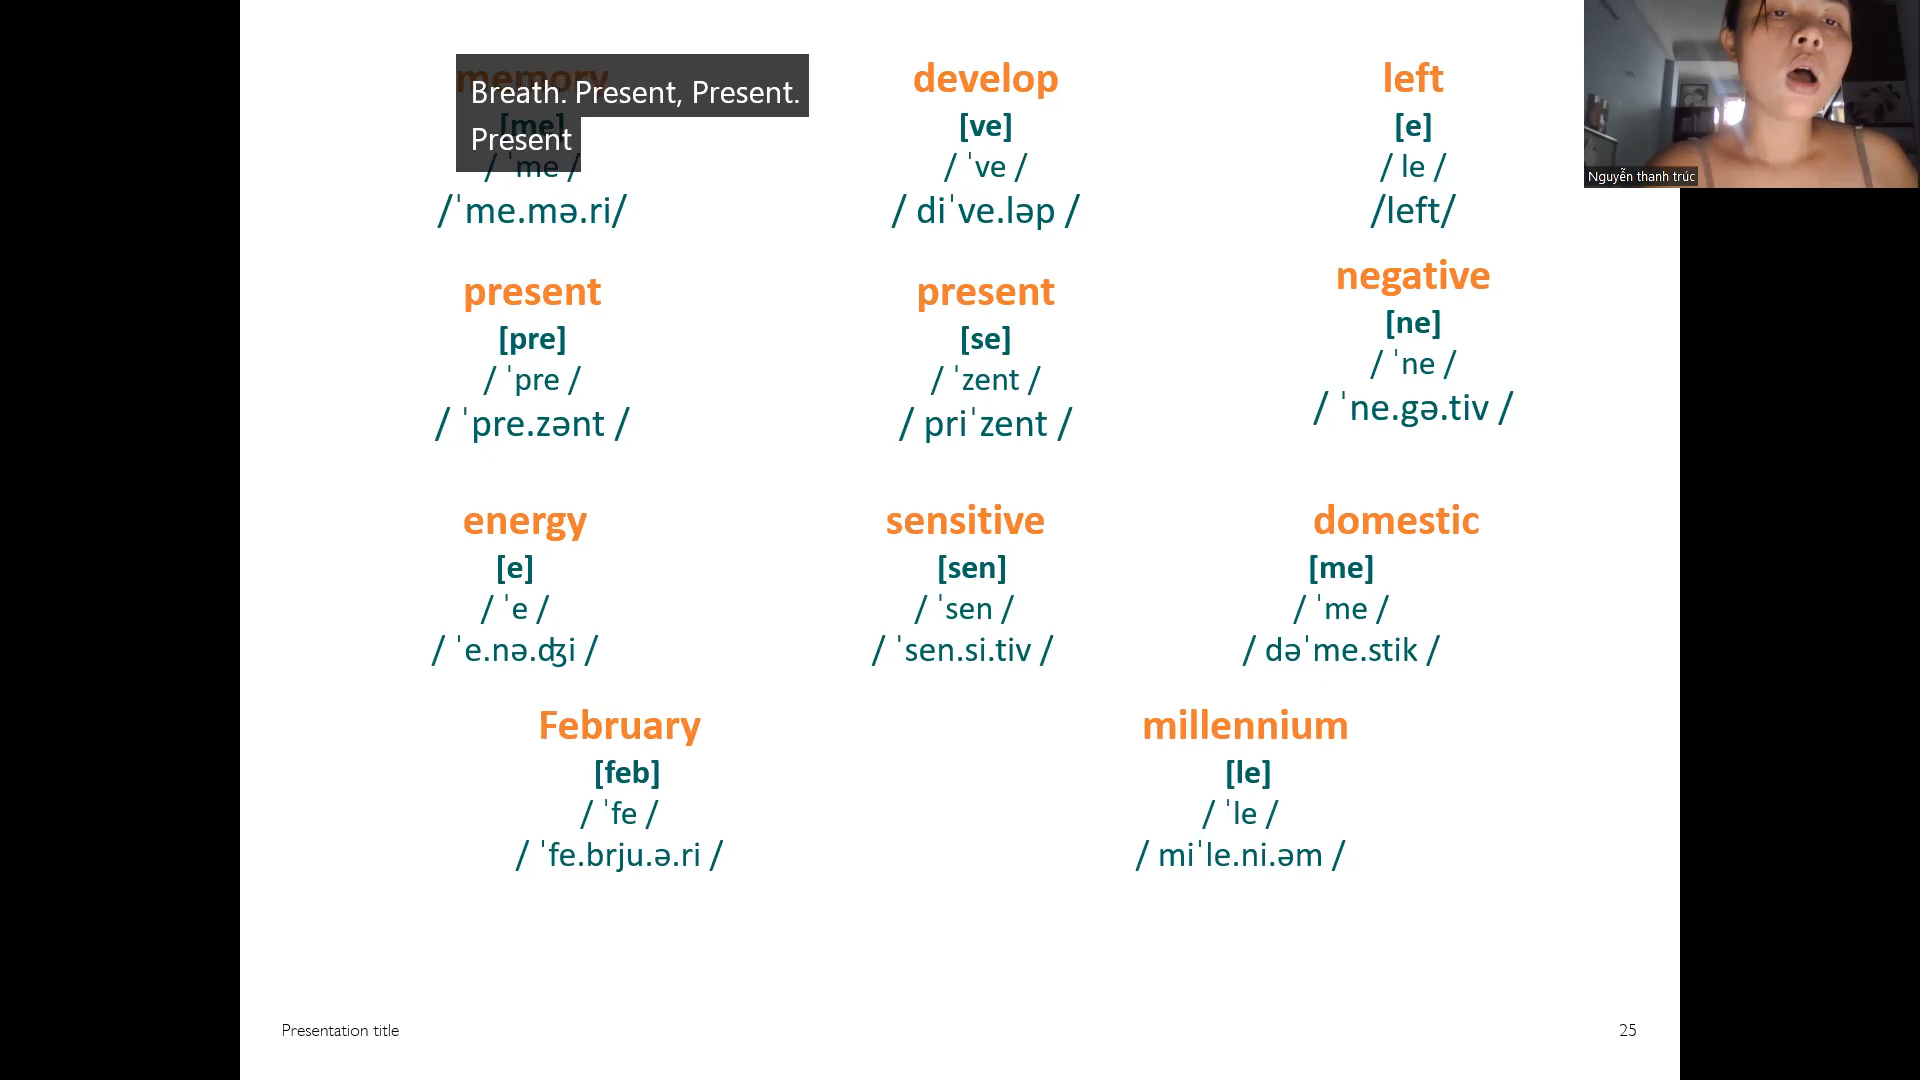 memory
Breath. Present, Present.
Present
[me]
/ ˈme /
/ˈme.mə.ri/
develop
[ve]
/ ˈve /
/ diˈve.ləp /
left
[e]
/ le /
/left/
Nguyễn thanh trúc
present
[pre]
/ ˈpre /
/ ˈpre.zənt /
present
[se]
/ ˈzent /
/ priˈzent /
negative
[ne]
/ ˈne /
/ ˈne.gə.tiv /
energy
[e]
/ ˈe /
/ ˈe.nə.ʤi /
sensitive
[sen]
/ ˈsen /
/ ˈsen.si.tiv /
domestic
[me]
/ ˈme /
/ dəˈme.stik /
February
[feb]
/ ˈfe /
/ ˈfe.brju.ə.ri /
millennium
[le]
/ ˈle /
/ miˈle.ni.əm /
Presentation title
25